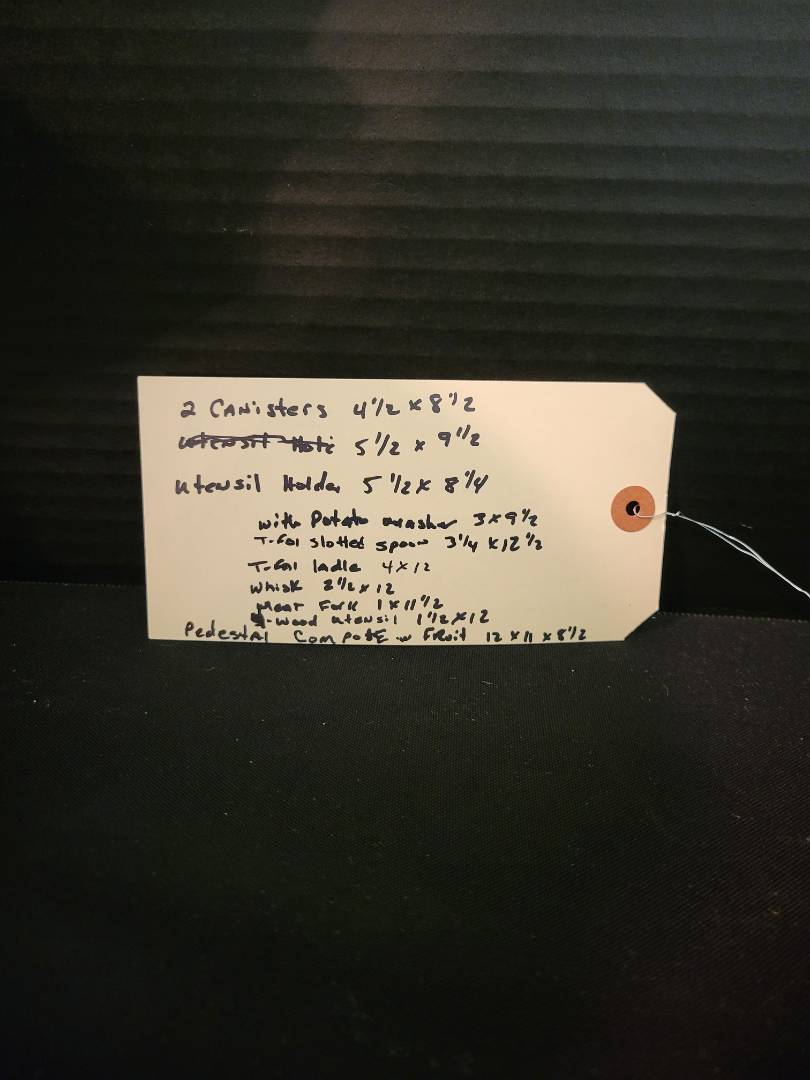 2 Canisters 4 1/2 x 8 1/2
utensil 5 1/2 x 9 1/2
utensil Holder 5 1/2 x 8 1/4
with Potato masher 3 x 9 1/2
T-fal slotted spoon 3 1/4 x 12 1/2
T-fal ladle 4 x 12
whisk 2 1/2 x 12
Meat Fork 1 x 11 1/2
wood utensil 1 1/2 x 12
Pedestal Compote w Fruit 12 x 11 x 8 1/2